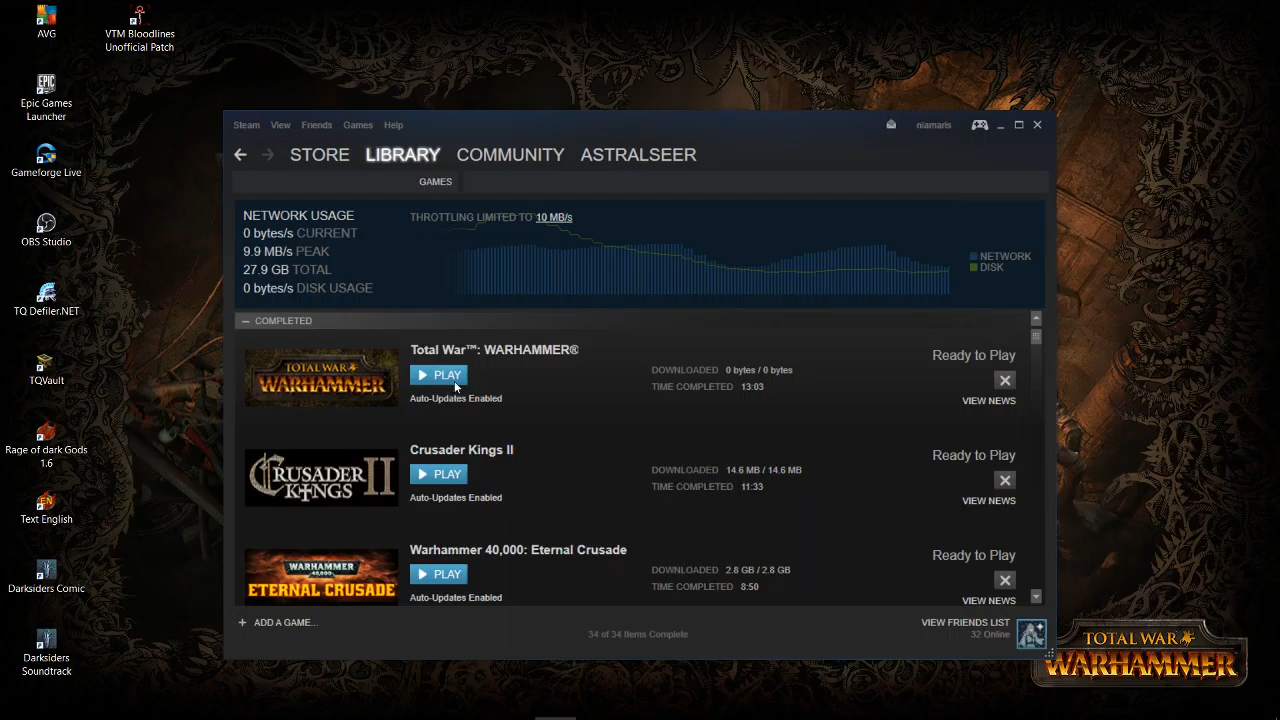 AVG
VTM Bloodlines
Unofficial Patch
EPIC
GAMES
Epic Games
Launcher
Gameforge Live
OBS Studio
TQ Defiler.NET
TQVault
Rage of dark Gods
1.6
EN
Text English
Darksiders Comic
Darksiders
Soundtrack
Steam View Friends Games Help
niamaris
STORE LIBRARY COMMUNITY ASTRALSEER
GAMES
NETWORK USAGE
0 bytes/s CURRENT
9.9 MB/s PEAK
27.9 GB TOTAL
0 bytes/s DISK USAGE
THROTTLING LIMITED TO 10 MB/s
NETWORK
DISK
COMPLETED
TOTAL WAR
WARHAMMER
Total War™: WARHAMMER®
PLAY
Auto-Updates Enabled
DOWNLOADED 0 bytes / 0 bytes
TIME COMPLETED 13:03
Ready to Play
VIEW NEWS
CRUSADER
KINGS II
Crusader Kings II
PLAY
Auto-Updates Enabled
DOWNLOADED 14.6 MB / 14.6 MB
TIME COMPLETED 11:33
Ready to Play
VIEW NEWS
WARHAMMER
40,000
ETERNAL CRUSADE
Warhammer 40,000: Eternal Crusade
PLAY
Auto-Updates Enabled
DOWNLOADED 2.8 GB / 2.8 GB
TIME COMPLETED 8:50
Ready to Play
VIEW NEWS
+ ADD A GAME...
34 of 34 Items Complete
VIEW FRIENDS LIST
32 Online
TOTAL WAR
WARHAMMER